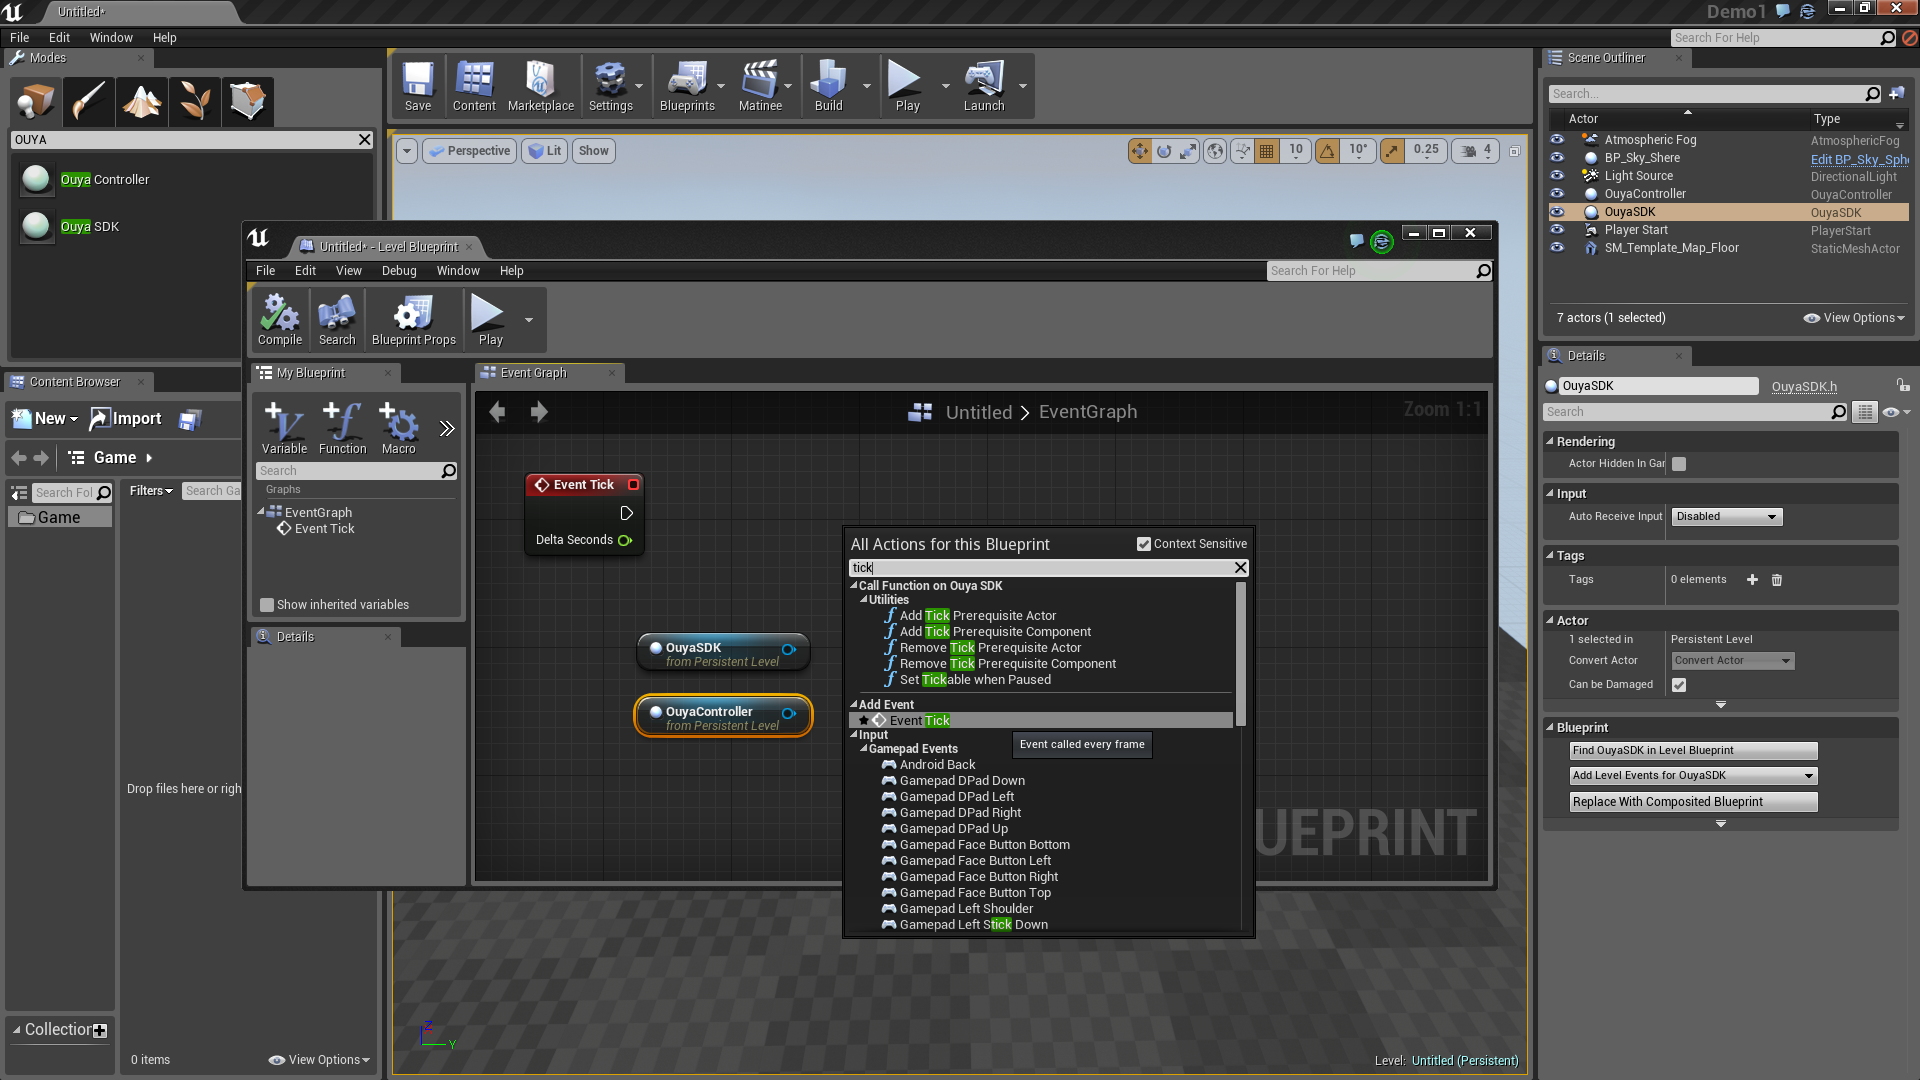 Untitled*
Demo1
File Edit Window Help
Search For Help
Modes
OUYA
Ouya Controller
Ouya SDK
Save
Content
Marketplace
Settings
Blueprints
Matinee
Build
Play
Launch
Perspective
Lit
Show
10
10°
0.25
4
Scene Outliner
Search...
Actor Type
Atmospheric Fog AtmosphericFog
BP_Sky_Shere Edit BP_Sky_Sph
Light Source DirectionalLight
OuyaController OuyaController
OuyaSDK OuyaSDK
Player Start PlayerStart
SM_Template_Map_Floor StaticMeshActor
7 actors (1 selected)
View Options
Untitled* - Level Blueprint
File Edit View Debug Window Help
Search For Help
Compile
Search
Blueprint Props
Play
My Blueprint
Variable
Function
Macro
Search
Graphs
EventGraph
Event Tick
Show inherited variables
Details
Event Graph
Untitled > EventGraph
Zoom 1:1
Event Tick
Delta Seconds
OuyaSDK
from Persistent Level
OuyaController
from Persistent Level
All Actions for this Blueprint
Context Sensitive
tick
Call Function on Ouya SDK
Utilities
Add Tick Prerequisite Actor
Add Tick Prerequisite Component
Remove Tick Prerequisite Actor
Remove Tick Prerequisite Component
Set Tickable when Paused
Add Event
Event Tick
Input
Event called every frame
Gamepad Events
Android Back
Gamepad DPad Down
Gamepad DPad Left
Gamepad DPad Right
Gamepad DPad Up
Gamepad Face Button Bottom
Gamepad Face Button Left
Gamepad Face Button Right
Gamepad Face Button Top
Gamepad Left Shoulder
Gamepad Left Stick Down
UEPRINT
Content Browser
New
Import
Game
Search Fol
Filters
Search Ga
Game
Drop files here or righ
Collection
0 items
View Options
Z
Y
Level: Untitled (Persistent)
Details
OuyaSDK
OuyaSDK.h
Search
Rendering
Actor Hidden In Gar
Input
Auto Receive Input Disabled
Tags
Tags 0 elements
Actor
1 selected in Persistent Level
Convert Actor Convert Actor
Can be Damaged
Blueprint
Find OuyaSDK in Level Blueprint
Add Level Events for OuyaSDK
Replace With Composited Blueprint